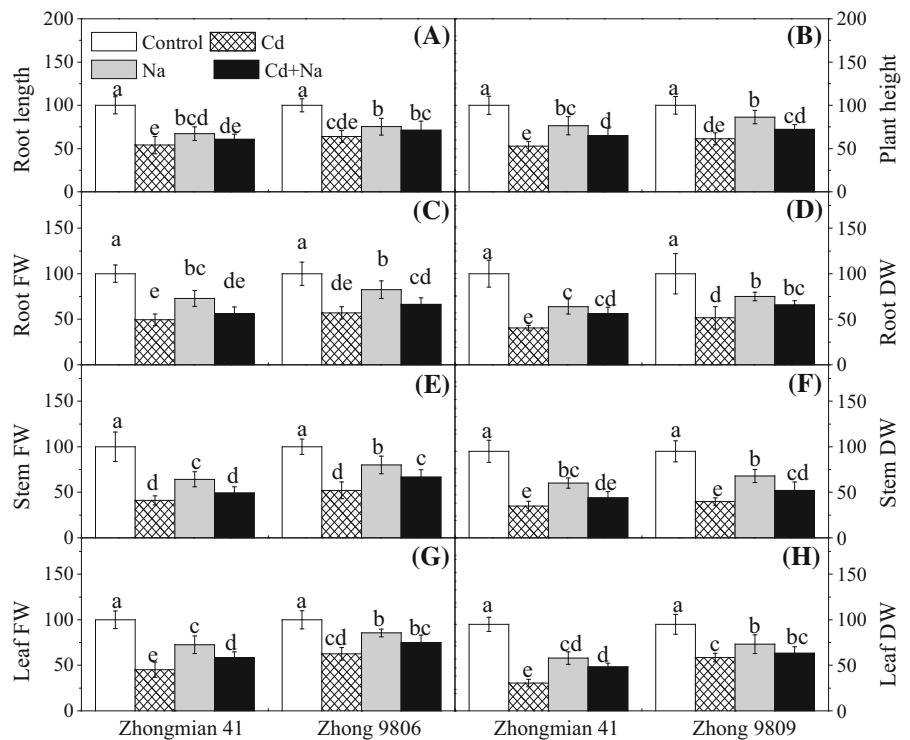 200
200
Control
Cd
(A)
(B)
150
150
Na
Cd+Na
a
a
a
a
100
100
b
bcd
bc
b
bc
cde
de
d
cd
e
e
de
50
50
0
0
Root length
Plant height
(C)
(D)
150
150
a
a
a
a
100
100
bc
b
b
c
bc
de
de
cd
cd
d
e
e
50
50
0
0
Root FW
Root DW
(E)
(F)
150
150
a
a
a
a
100
100
c
b
bc
b
d
d
d
c
e
de
e
cd
50
50
0
0
Stem FW
Stem DW
(G)
(H)
150
150
a
a
a
a
100
100
c
b
cd
b
e
d
cd
bc
e
d
c
bc
50
50
0
0
Leaf FW
Leaf DW
Zhongmian 41
Zhong 9806
Zhongmian 41
Zhong 9809